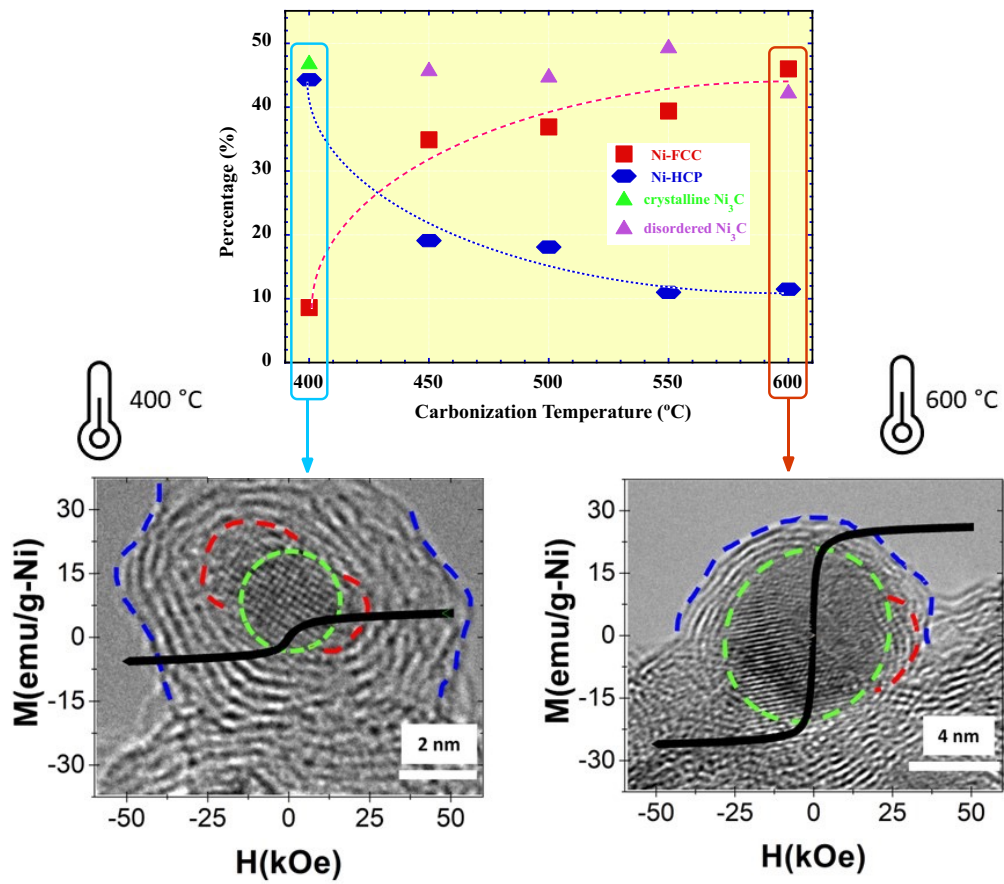 50
40
30
20
10
0
Percentage (%)
Ni-FCC
Ni-HCP
crystalline Ni₃C
disordered Ni₃C
400 450 500 550 600
Carbonization Temperature (ºC)
400 °C
600 °C
30
15
0
-15
-30
M(emu/g-Ni)
2 nm
-50 -25 0 25 50
H(kOe)
30
15
0
-15
-30
M(emu/g-Ni)
4 nm
-50 -25 0 25 50
H(kOe)